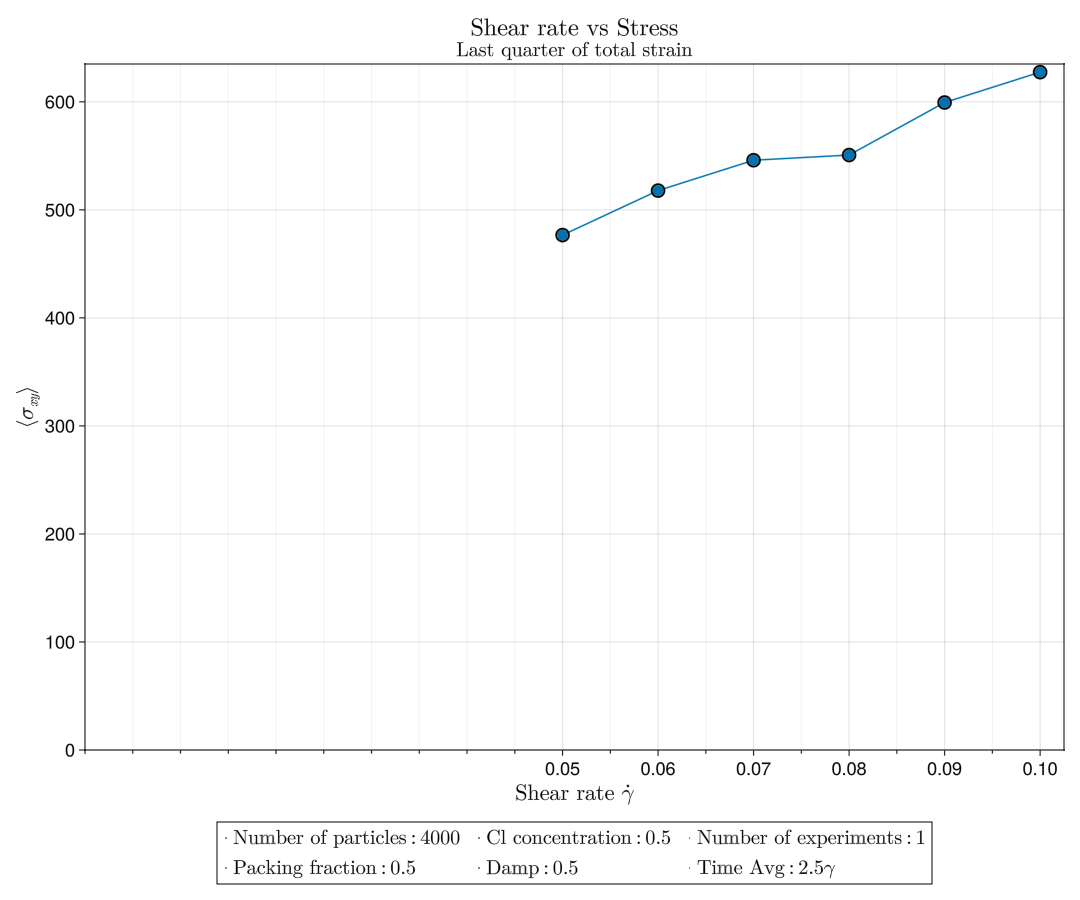 Shear rate vs Stress
Last quarter of total strain
600
500
400
300
200
100
0
⟨σxy⟩
0.05 0.06 0.07 0.08 0.09 0.10
Shear rate γ̇
· Number of particles : 4000 · Cl concentration : 0.5 · Number of experiments : 1
· Packing fraction : 0.5 · Damp : 0.5 · Time Avg : 2.5γ